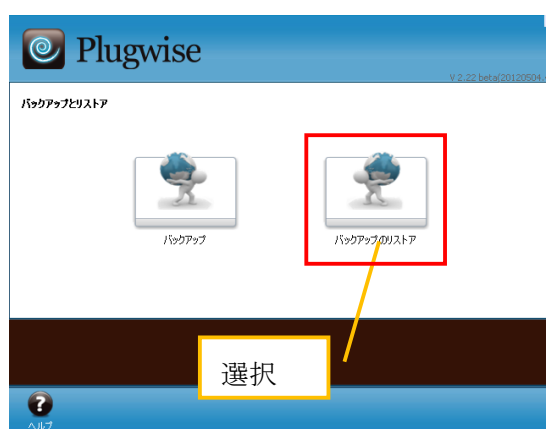 Plugwise
V 2.22 beta(20120504
バックアップとリストア
バックアップ
バックアップのリストア
選択
ヘルプ